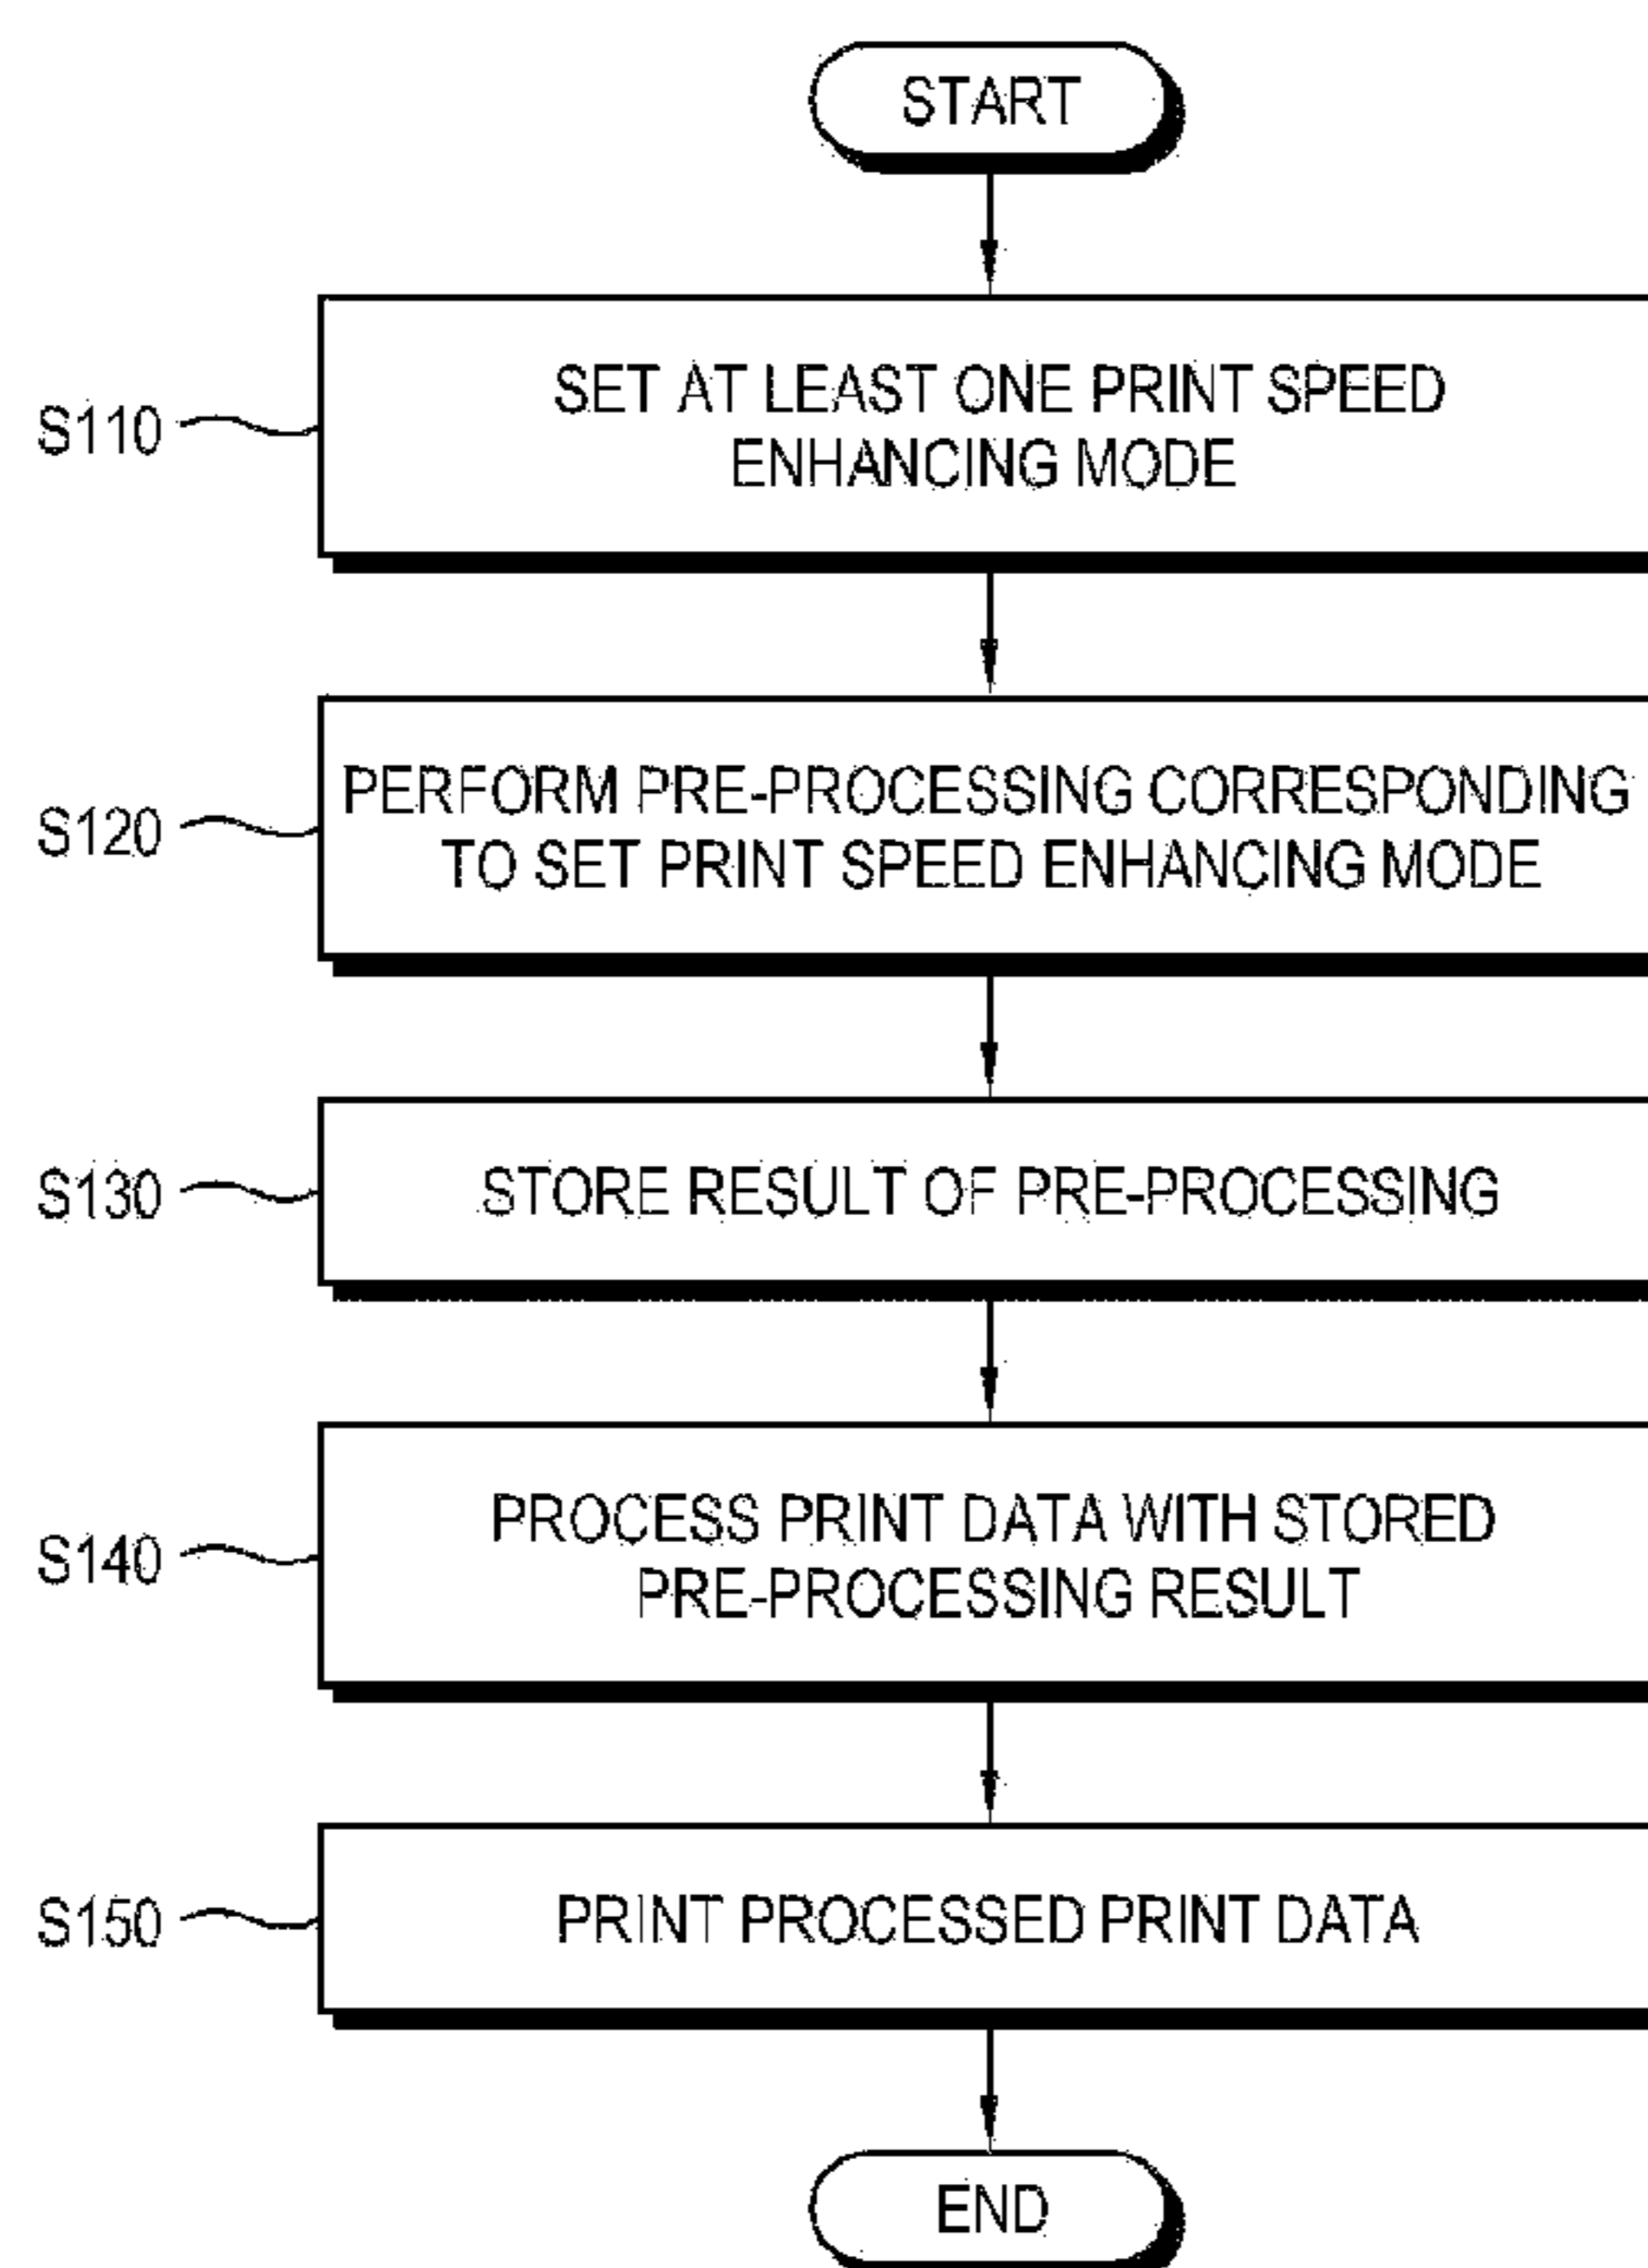 START
S110
SET AT LEAST ONE PRINT SPEED
ENHANCING MODE
S120
PERFORM PRE-PROCESSING CORRESPONDING
TO SET PRINT SPEED ENHANCING MODE
S130
STORE RESULT OF PRE-PROCESSING
S140
PROCESS PRINT DATA WITH STORED
PRE-PROCESSING RESULT
S150
PRINT PROCESSED PRINT DATA
END